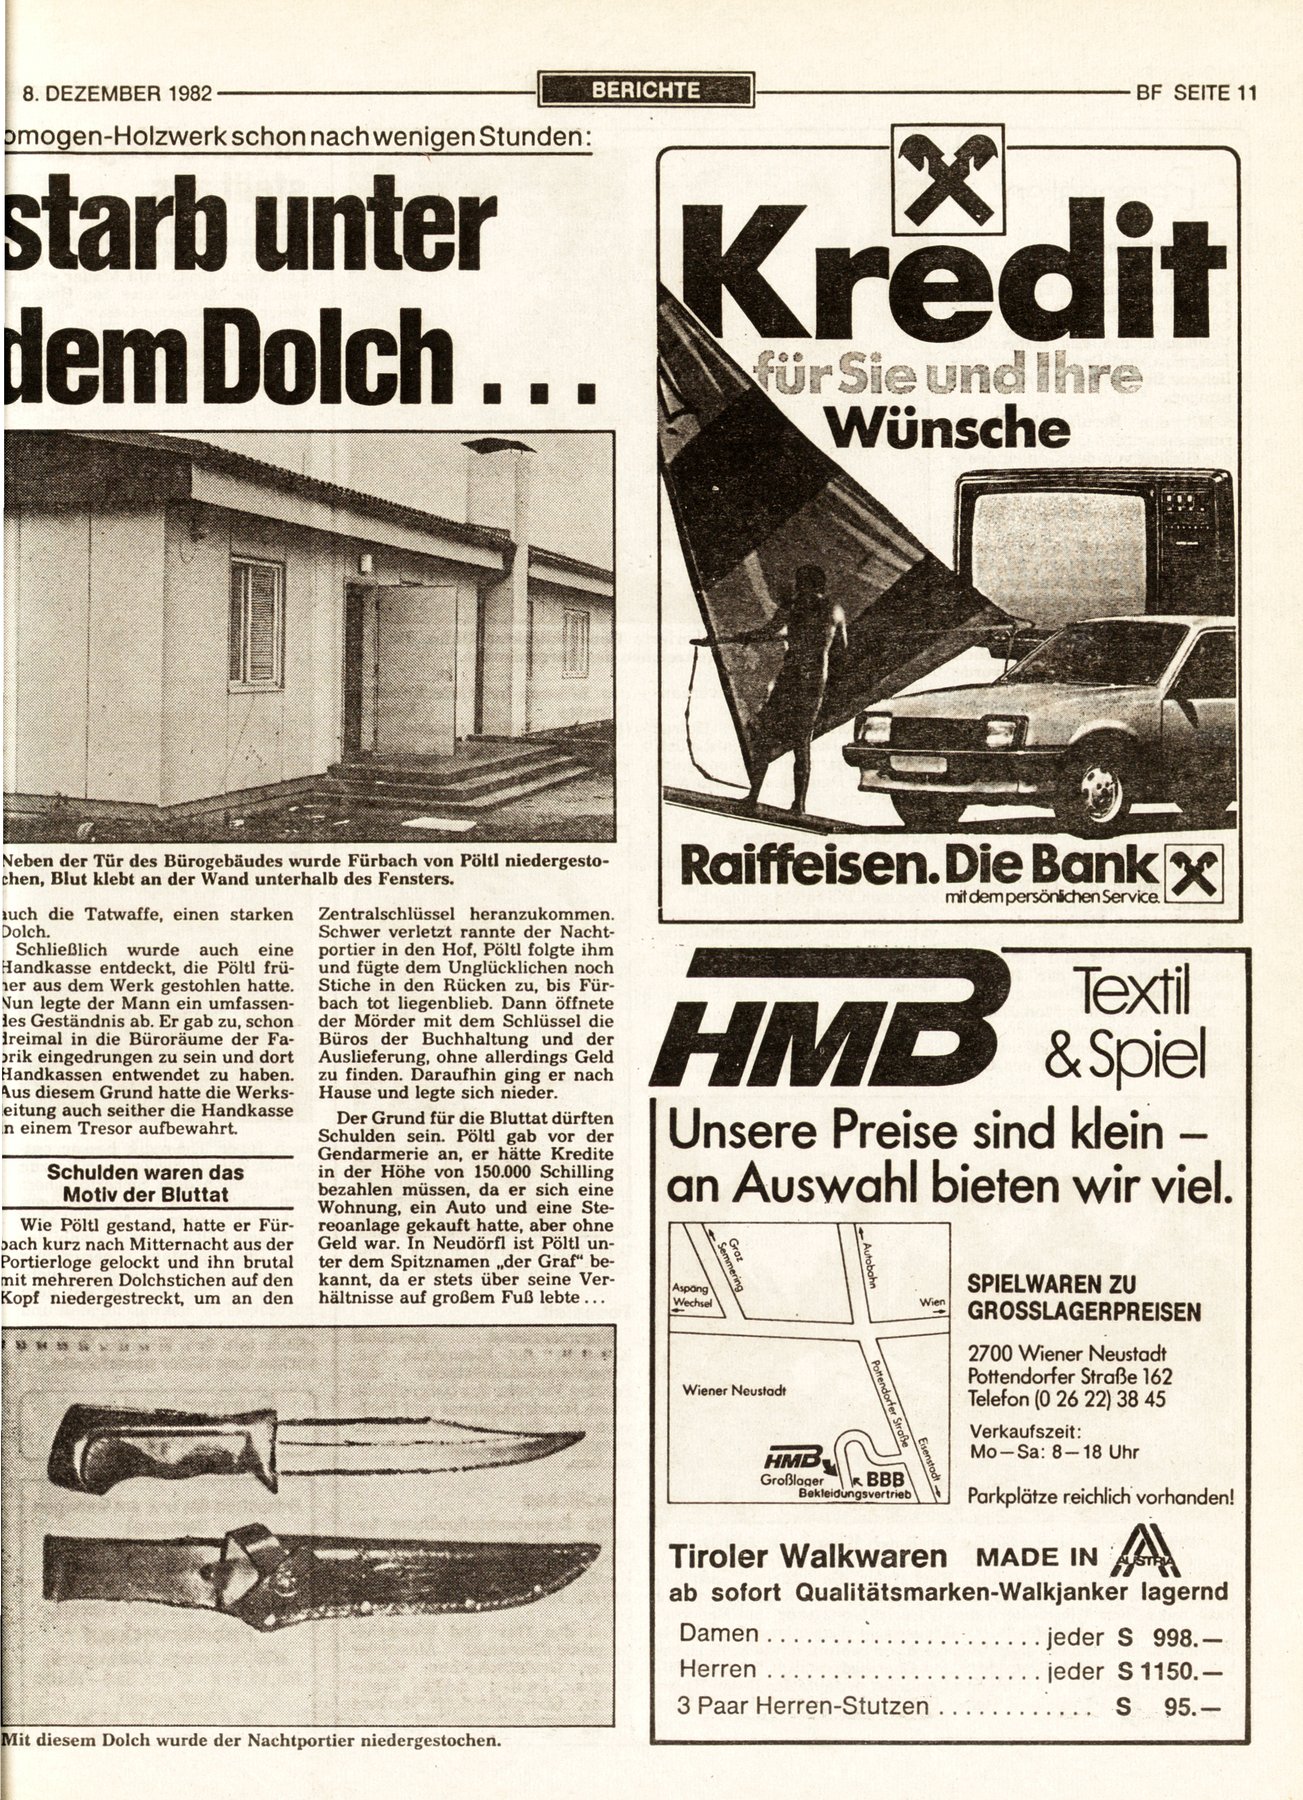 8. DEZEMBER 1982
BERICHTE
BF SEITE 11
omogen-Holzwerk schon nach wenigen Stunden:
starb unter
dem Dolch ...
Neben der Tür des Bürogebäudes wurde Fürbach von Pöltl niedergesto-
chen, Blut klebt an der Wand unterhalb des Fensters.
auch die Tatwaffe, einen starken
Dolch.
Schließlich wurde auch eine
Handkasse entdeckt, die Pöltl frü-
her aus dem Werk gestohlen hatte.
Nun legte der Mann ein umfassen-
des Geständnis ab. Er gab zu, schon
dreimal in die Büroräume der Fa-
brik eingedrungen zu sein und dort
Handkassen entwendet zu haben.
Aus diesem Grund hatte die Werks-
leitung auch seither die Handkasse
in einem Tresor aufbewahrt.
Schulden waren das
Motiv der Bluttat
Wie Pöltl gestand, hatte er Für-
bach kurz nach Mitternacht aus der
Portierloge gelockt und ihn brutal
mit mehreren Dolchstichen auf den
Kopf niedergestreckt, um an den
Zentralschlüssel heranzukommen.
Schwer verletzt rannte der Nacht-
portier in den Hof, Pöltl folgte ihm
und fügte dem Unglücklichen noch
Stiche in den Rücken zu, bis Für-
bach tot liegenblieb. Dann öffnete
der Mörder mit dem Schlüssel die
Büros der Buchhaltung und der
Auslieferung, ohne allerdings Geld
zu finden. Daraufhin ging er nach
Hause und legte sich nieder.
Der Grund für die Bluttat dürften
Schulden sein. Pöltl gab vor der
Gendarmerie an, er hätte Kredite
in der Höhe von 150.000 Schilling
bezahlen müssen, da er sich eine
Wohnung, ein Auto und eine Ste-
reoanlage gekauft hatte, aber ohne
Geld war. In Neudörfl ist Pöltl un-
ter dem Spitznamen „der Graf“ be-
kannt, da er stets über seine Ver-
hältnisse auf großem Fuß lebte ...
Mit diesem Dolch wurde der Nachtportier niedergestochen.
Kredit
für Sie und Ihre
Wünsche
Raiffeisen. Die Bank
mit dem persönlichen Service.
HMB
Textil
& Spiel
Unsere Preise sind klein –
an Auswahl bieten wir viel.
Graz
Semmering
Autobahn
Aspang
Wechsel
Wien
Wiener Neustadt
Pottendorfer Straße
Eisenstadt
HMB
Großlager
BBB
Bekleidungsvertrieb
SPIELWAREN ZU
GROSSLAGERPREISEN
2700 Wiener Neustadt
Pottendorfer Straße 162
Telefon (0 26 22) 38 45
Verkaufszeit:
Mo – Sa: 8 – 18 Uhr
Parkplätze reichlich vorhanden!
Tiroler Walkwaren MADE IN AUSTRIA
ab sofort Qualitätsmarken-Walkjanker lagernd
Damen ..................... jeder S 998.—
Herren ..................... jeder S 1150.—
3 Paar Herren-Stutzen ............ S 95.—